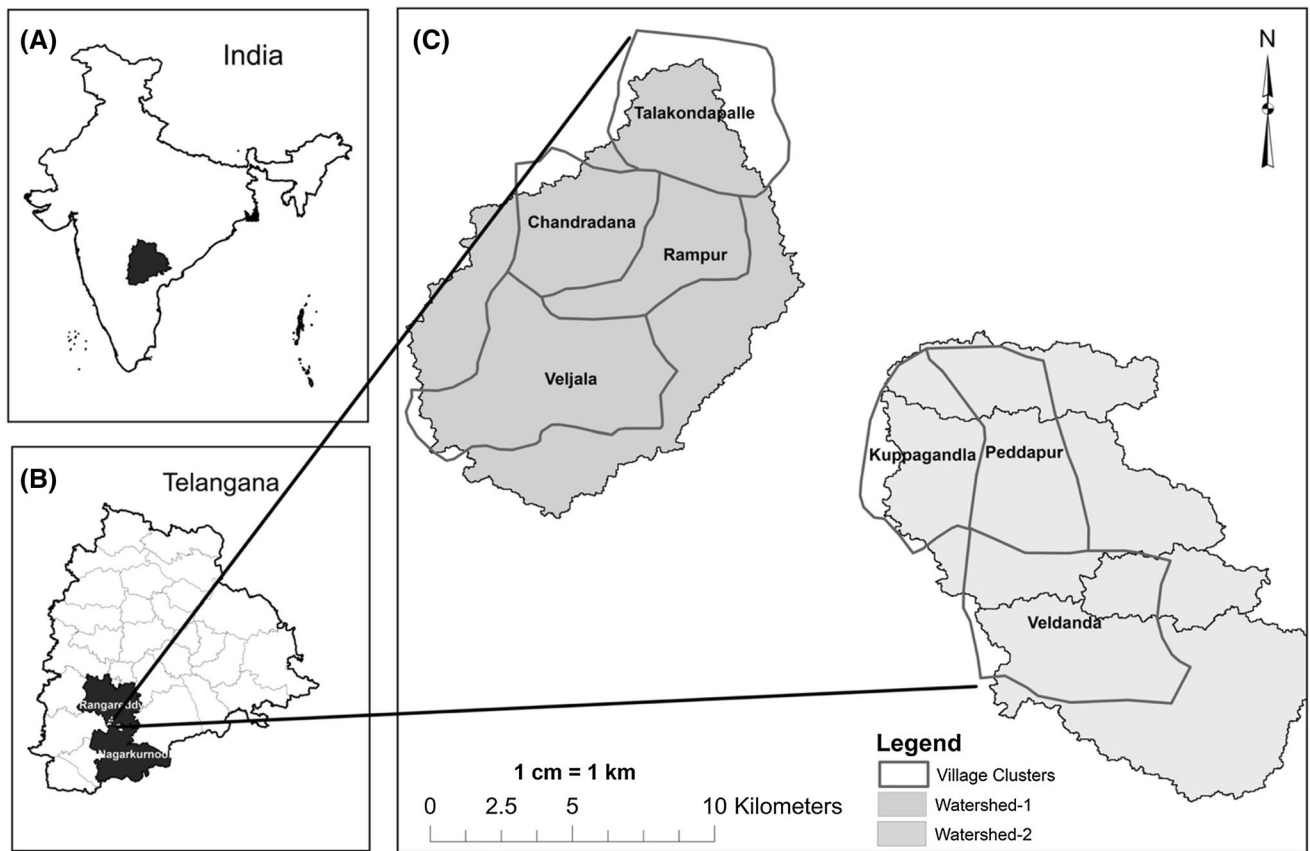 (A)
India
(B)
Telangana
Rangareddy
Nagarkurnool
(C)
N
Talakondapalle
Chandradana
Rampur
Veljala
Kuppagandla
Peddapur
Veldanda
1 cm = 1 km
0 2.5 5 10 Kilometers
Legend
Village Clusters
Watershed-1
Watershed-2